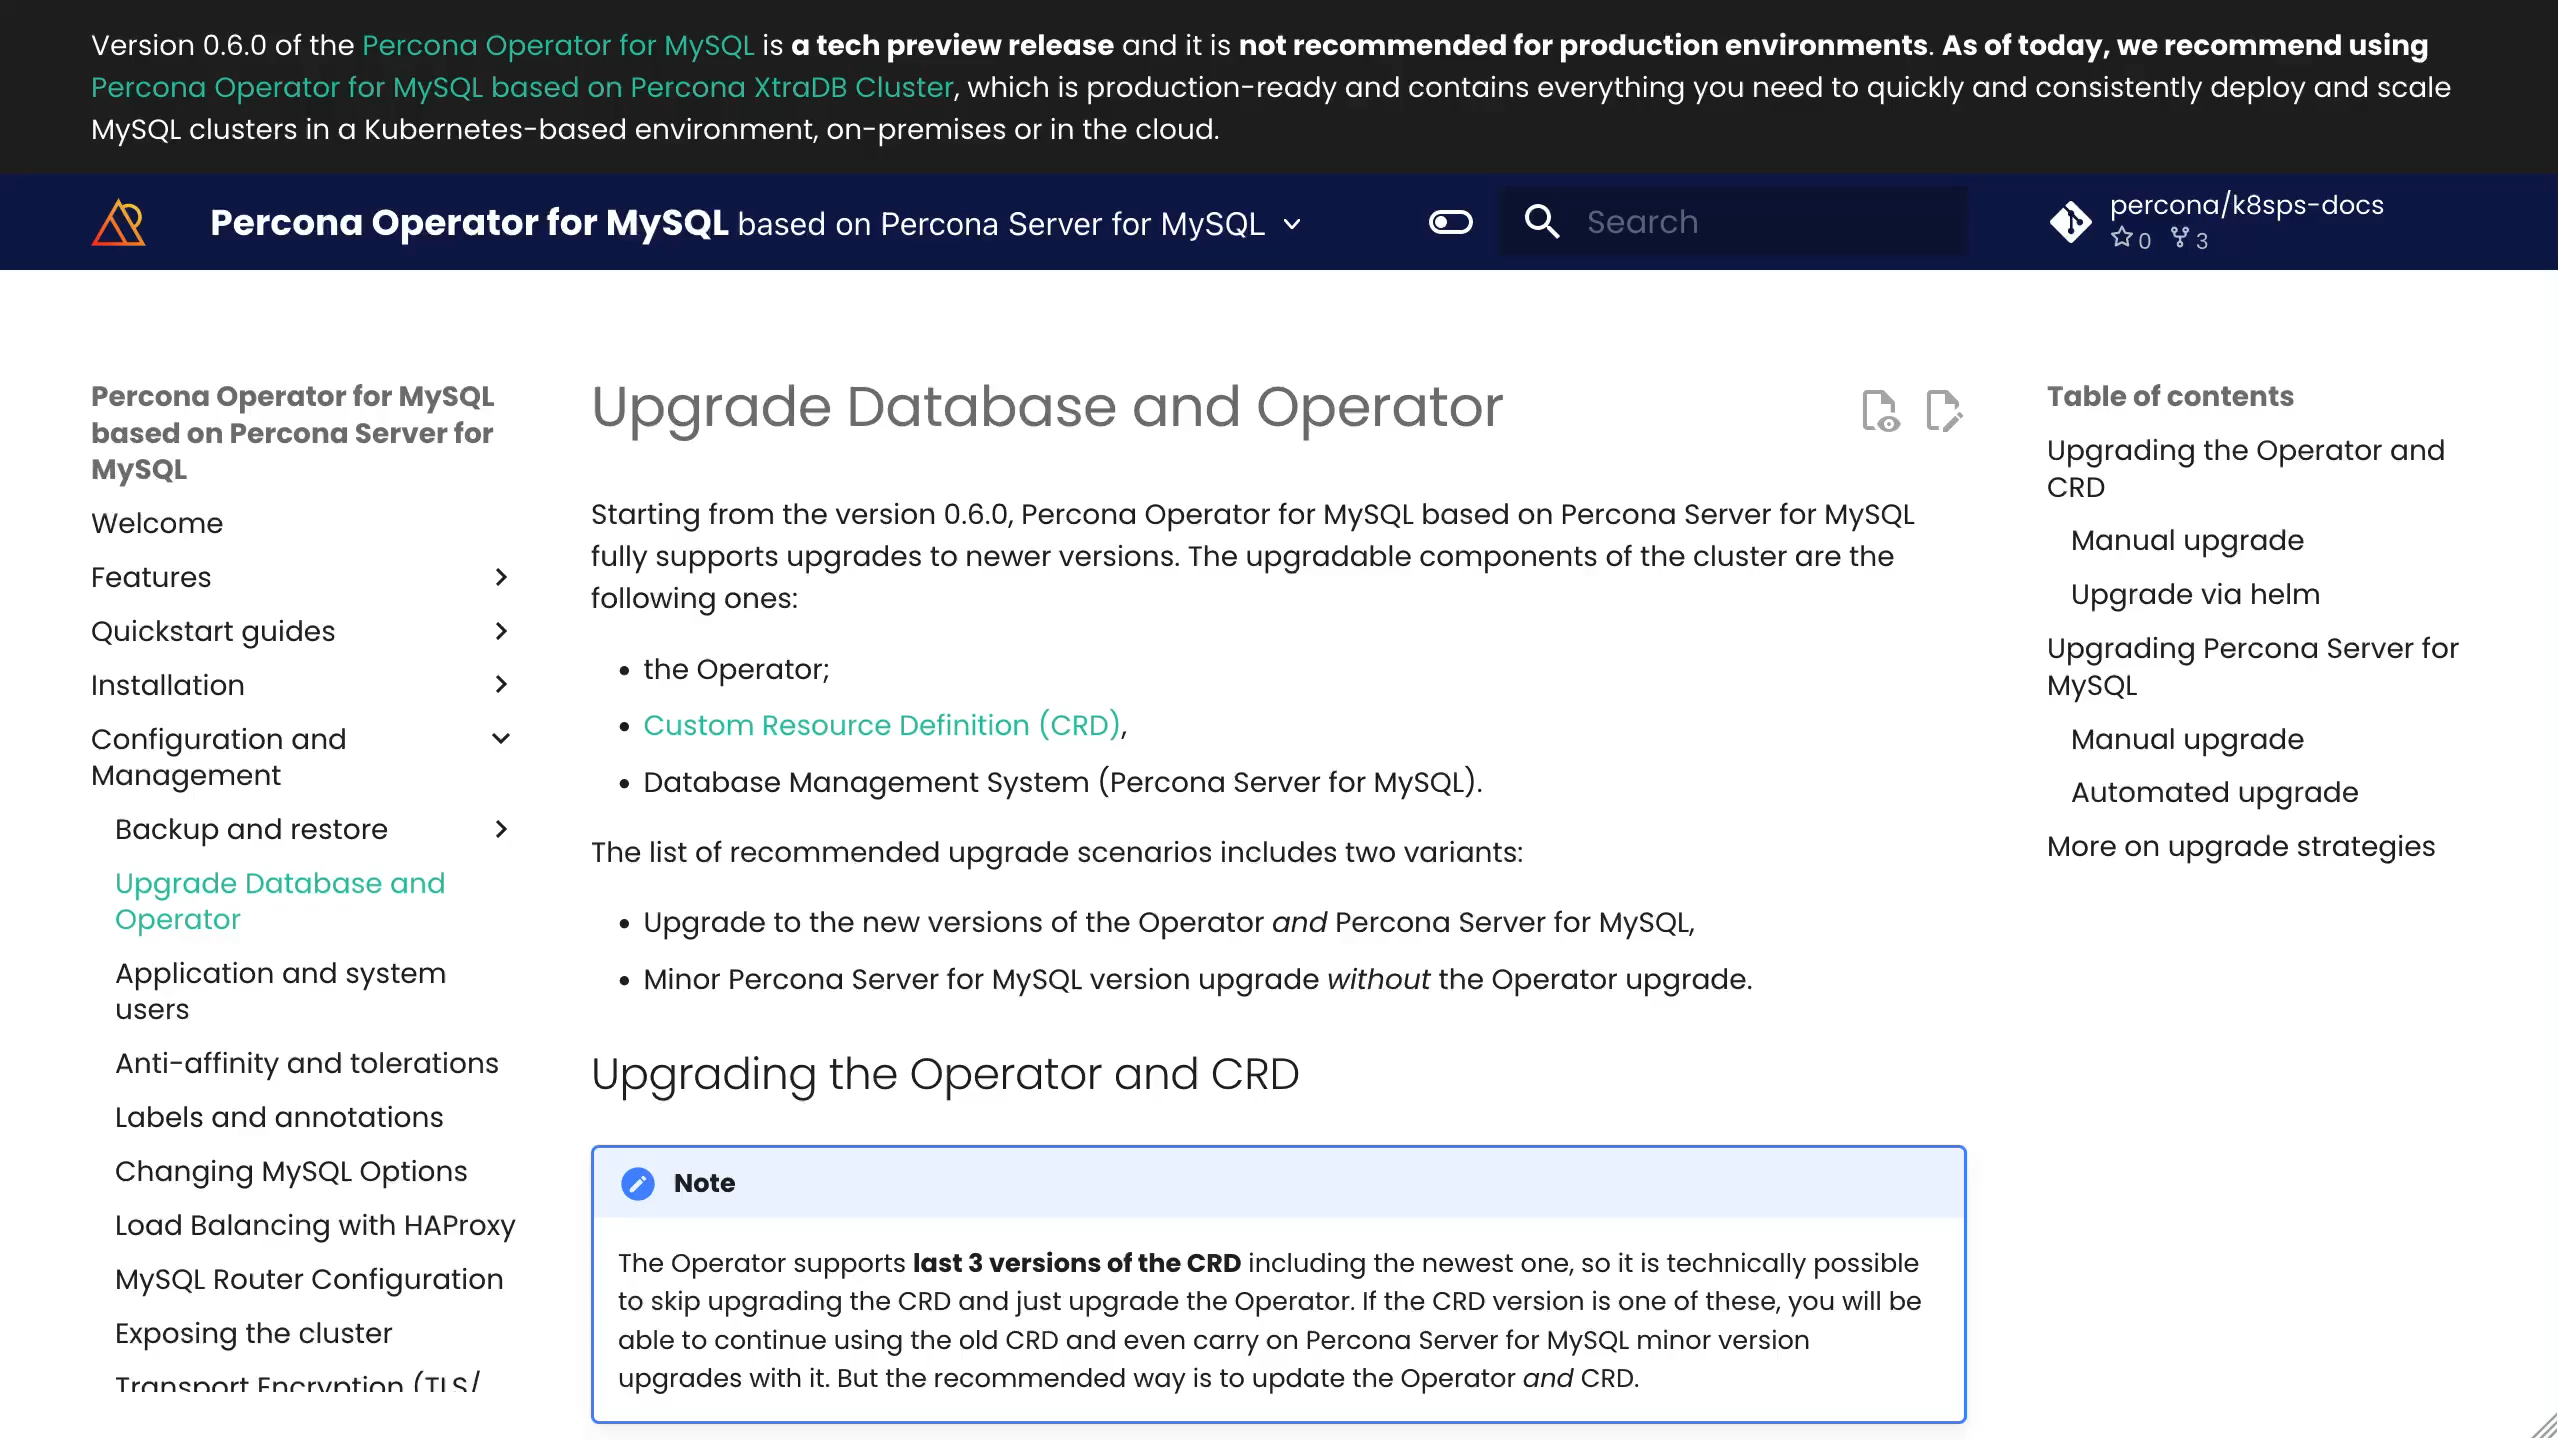 Version 0.6.0 of the Percona Operator for MySQL is a tech preview release and it is not recommended for production environments. As of today, we recommend using
Percona Operator for MySQL based on Percona XtraDB Cluster, which is production-ready and contains everything you need to quickly and consistently deploy and scale
MySQL clusters in a Kubernetes-based environment, on-premises or in the cloud.
Percona Operator for MySQL based on Percona Server for MySQL
Search
percona/k8sps-docs
0 3
Percona Operator for MySQL
based on Percona Server for
MySQL
Welcome
Features
Quickstart guides
Installation
Configuration and
Management
Backup and restore
Upgrade Database and
Operator
Application and system
users
Anti-affinity and tolerations
Labels and annotations
Changing MySQL Options
Load Balancing with HAProxy
MySQL Router Configuration
Exposing the cluster
Transport Encryption (TLS/
Upgrade Database and Operator
Starting from the version 0.6.0, Percona Operator for MySQL based on Percona Server for MySQL
fully supports upgrades to newer versions. The upgradable components of the cluster are the
following ones:
• the Operator;
• Custom Resource Definition (CRD),
• Database Management System (Percona Server for MySQL).
The list of recommended upgrade scenarios includes two variants:
• Upgrade to the new versions of the Operator and Percona Server for MySQL,
• Minor Percona Server for MySQL version upgrade without the Operator upgrade.
Upgrading the Operator and CRD
Note
The Operator supports last 3 versions of the CRD including the newest one, so it is technically possible
to skip upgrading the CRD and just upgrade the Operator. If the CRD version is one of these, you will be
able to continue using the old CRD and even carry on Percona Server for MySQL minor version
upgrades with it. But the recommended way is to update the Operator and CRD.
Table of contents
Upgrading the Operator and
CRD
Manual upgrade
Upgrade via helm
Upgrading Percona Server for
MySQL
Manual upgrade
Automated upgrade
More on upgrade strategies